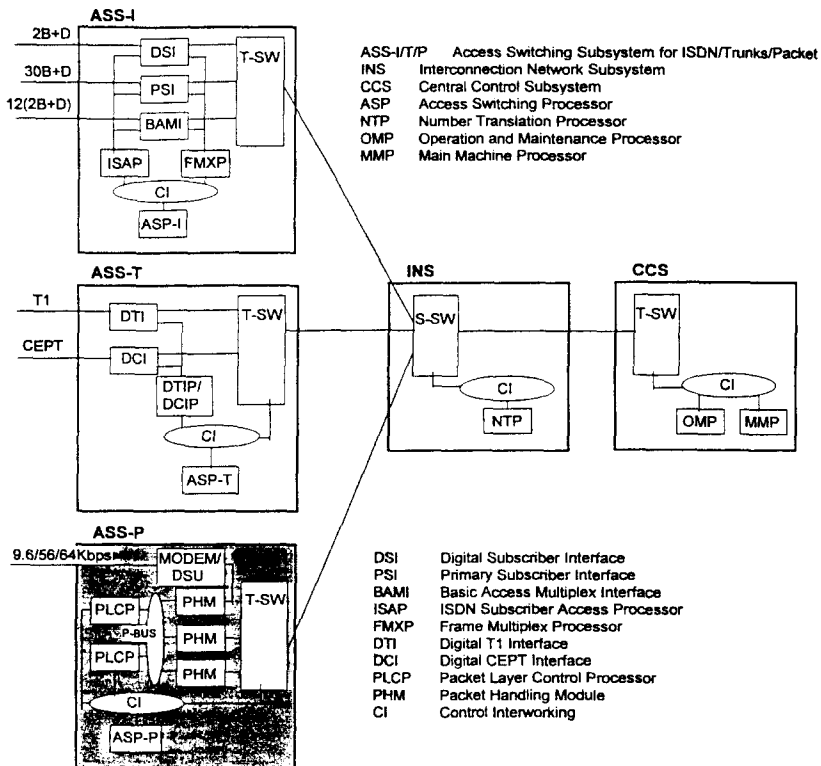 ASS-I
2B+D
DSI
T-SW
30B+D
PSI
12(2B+D)
BAMI
ISAP
FMXP
CI
ASP-I
ASS-I/T/P Access Switching Subsystem for ISDN/Trunks/Packet
INS Interconnection Network Subsystem
CCS Central Control Subsystem
ASP Access Switching Processor
NTP Number Translation Processor
OMP Operation and Maintenance Processor
MMP Main Machine Processor
ASS-T
T1
DTI
T-SW
CEPT
DCI
DTIP/
DCIP
CI
ASP-T
INS
S-SW
CI
NTP
CCS
T-SW
CI
OMP
MMP
ASS-P
9.6/56/64Kbps
MODEM/
DSU
PLCP
PHM
T-SW
P-BUS
PHM
PLCP
PHM
CI
ASP-P
DSI Digital Subscriber Interface
PSI Primary Subscriber Interface
BAMI Basic Access Multiplex Interface
ISAP ISDN Subscriber Access Processor
FMXP Frame Multiplex Processor
DTI Digital T1 Interface
DCI Digital CEPT Interface
PLCP Packet Layer Control Processor
PHM Packet Handling Module
CI Control Interworking